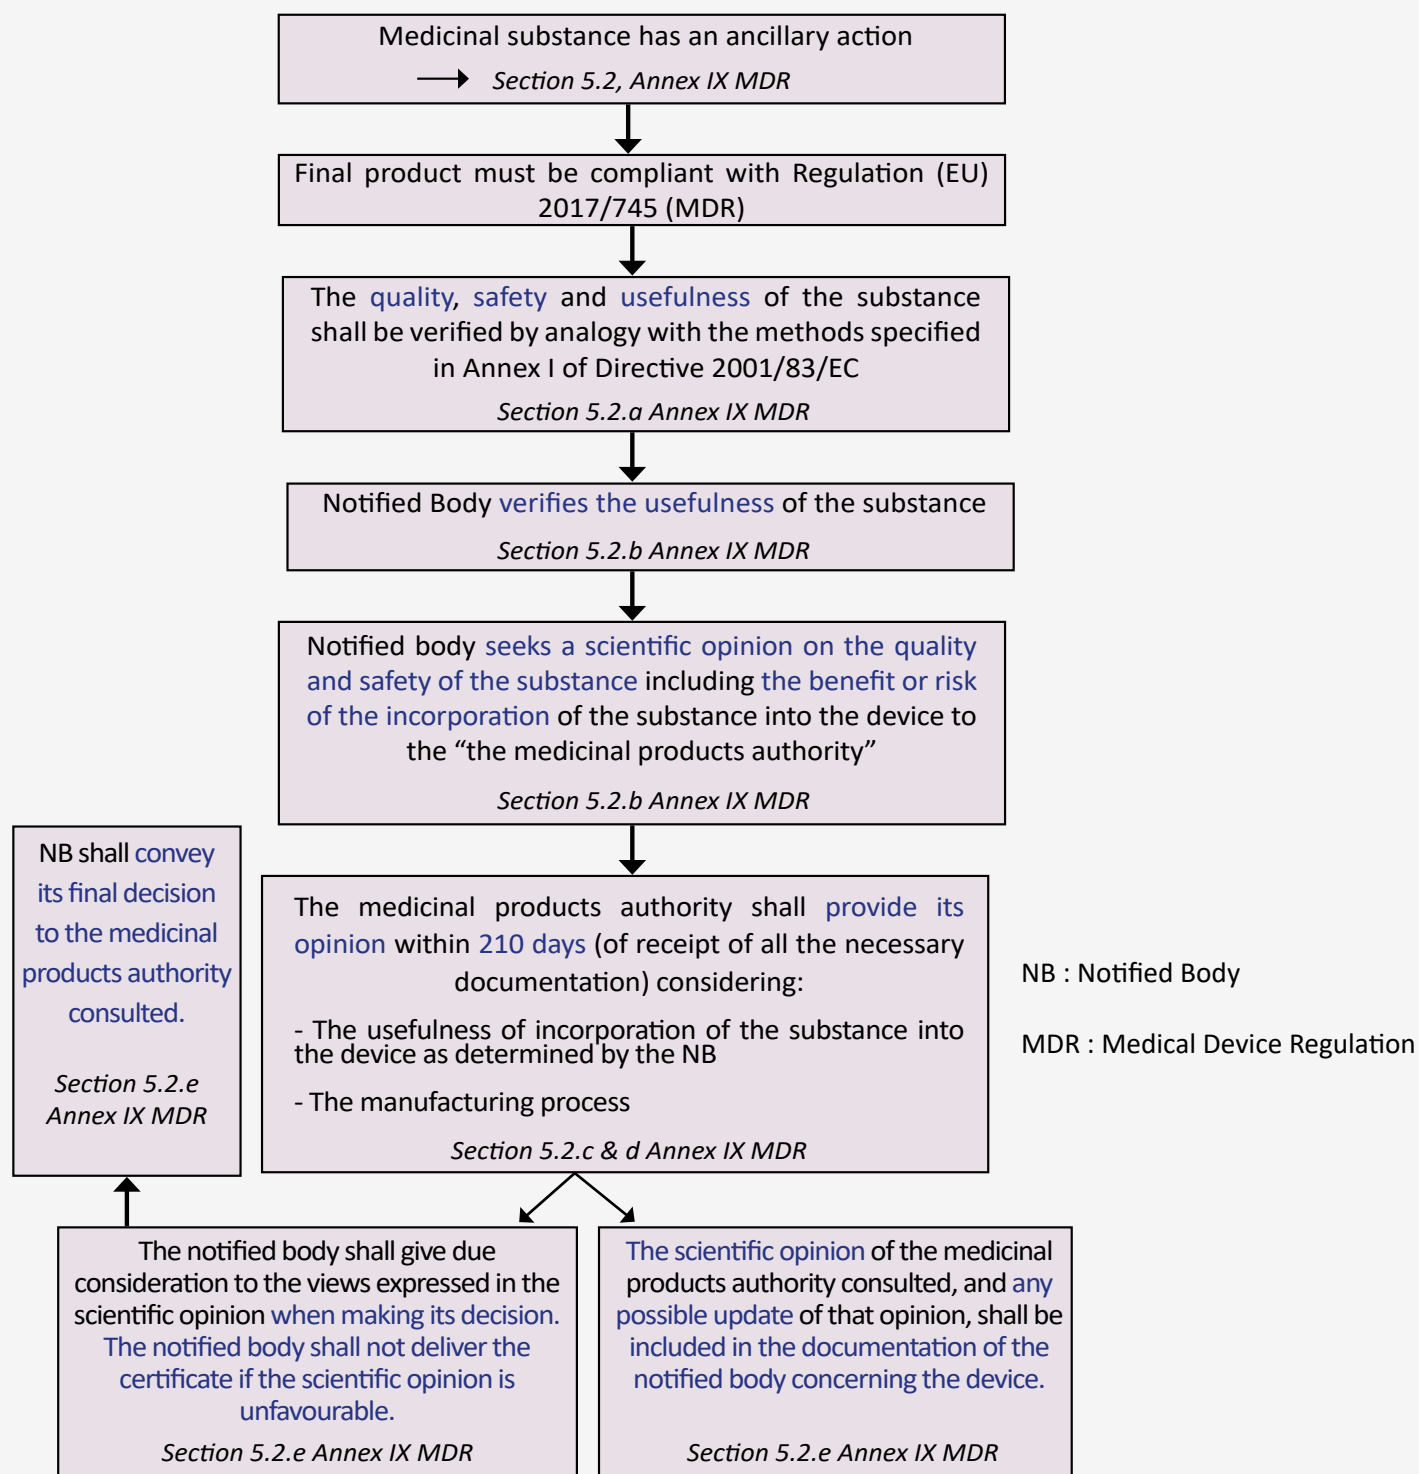 Medicinal substance has an ancillary action
→ Section 5.2, Annex IX MDR
Final product must be compliant with Regulation (EU)
2017/745 (MDR)
The quality, safety and usefulness of the substance
shall be verified by analogy with the methods specified
in Annex I of Directive 2001/83/EC
Section 5.2.a Annex IX MDR
Notified Body verifies the usefulness of the substance
Section 5.2.b Annex IX MDR
Notified body seeks a scientific opinion on the quality
and safety of the substance including the benefit or risk
of the incorporation of the substance into the device to
the “the medicinal products authority”
Section 5.2.b Annex IX MDR
The medicinal products authority shall provide its
opinion within 210 days (of receipt of all the necessary
documentation) considering:
- The usefulness of incorporation of the substance into
the device as determined by the NB
- The manufacturing process
Section 5.2.c & d Annex IX MDR
The notified body shall give due
consideration to the views expressed in the
scientific opinion when making its decision.
The notified body shall not deliver the
certificate if the scientific opinion is
unfavourable.
Section 5.2.e Annex IX MDR
The scientific opinion of the medicinal
products authority consulted, and any
possible update of that opinion, shall be
included in the documentation of the
notified body concerning the device.
Section 5.2.e Annex IX MDR
NB shall convey
its final decision
to the medicinal
products authority
consulted.
Section 5.2.e
Annex IX MDR
NB : Notified Body
MDR : Medical Device Regulation